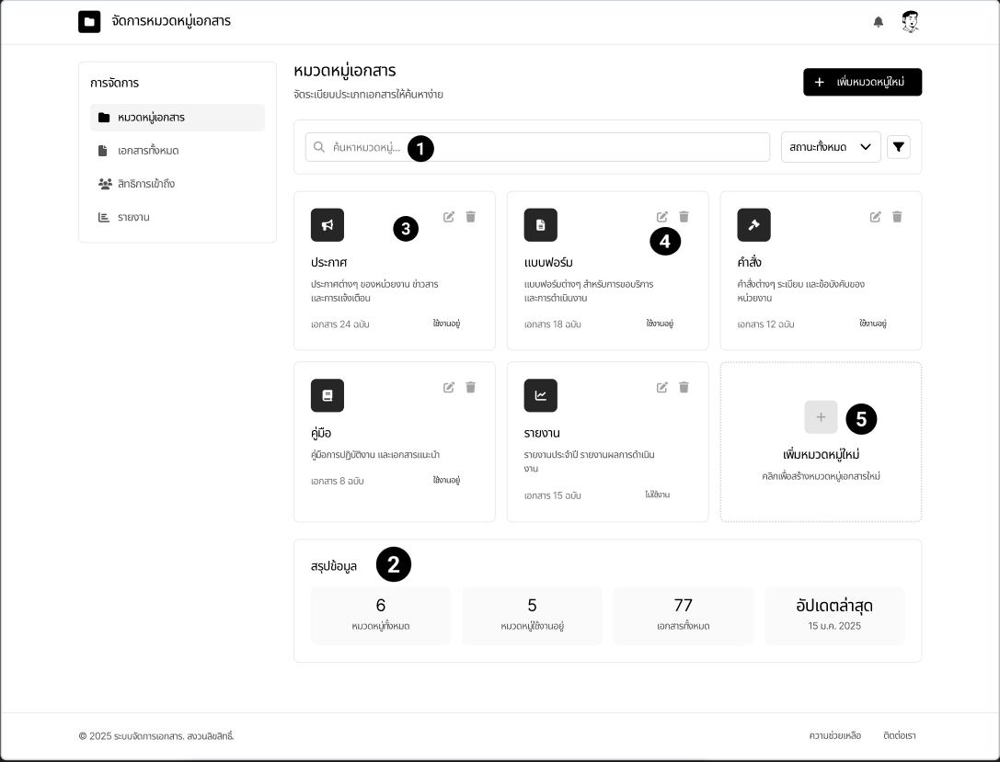 จัดการหมวดหมู่เอกสาร
การจัดการ
หมวดหมู่เอกสาร
เอกสารทั้งหมด
สิทธิการเข้าถึง
รายงาน
หมวดหมู่เอกสาร
จัดระเบียบประเภทเอกสารให้ค้นหาง่าย
+ เพิ่มหมวดหมู่ใหม่
ค้นหาหมวดหมู่... 1
สถานะทั้งหมด
3
ประกาศ
ประกาศต่างๆ ของหน่วยงาน ข่าวสาร
และการแจ้งเตือน
เอกสาร 24 ฉบับ ใช้งานอยู่
4
แบบฟอร์ม
แบบฟอร์มต่างๆ สำหรับการขอบริการ
และการดำเนินงาน
เอกสาร 18 ฉบับ ใช้งานอยู่
คำสั่ง
คำสั่งต่างๆ ระเบียบ และข้อบังคับของ
หน่วยงาน
เอกสาร 12 ฉบับ ใช้งานอยู่
คู่มือ
คู่มือการปฏิบัติงาน และเอกสารแนะนำ
เอกสาร 8 ฉบับ ใช้งานอยู่
รายงาน
รายงานประจำปี รายงานผลการดำเนิน
งาน
เอกสาร 15 ฉบับ ไม่ใช้งาน
+ 5
เพิ่มหมวดหมู่ใหม่
คลิกเพื่อสร้างหมวดหมู่เอกสารใหม่
สรุปข้อมูล 2
6
หมวดหมู่ทั้งหมด
5
หมวดหมู่ใช้งานอยู่
77
เอกสารทั้งหมด
อัปเดตล่าสุด
15 ม.ค. 2025
© 2025 ระบบจัดการเอกสาร. สงวนลิขสิทธิ์.
ความช่วยเหลือ ติดต่อเรา